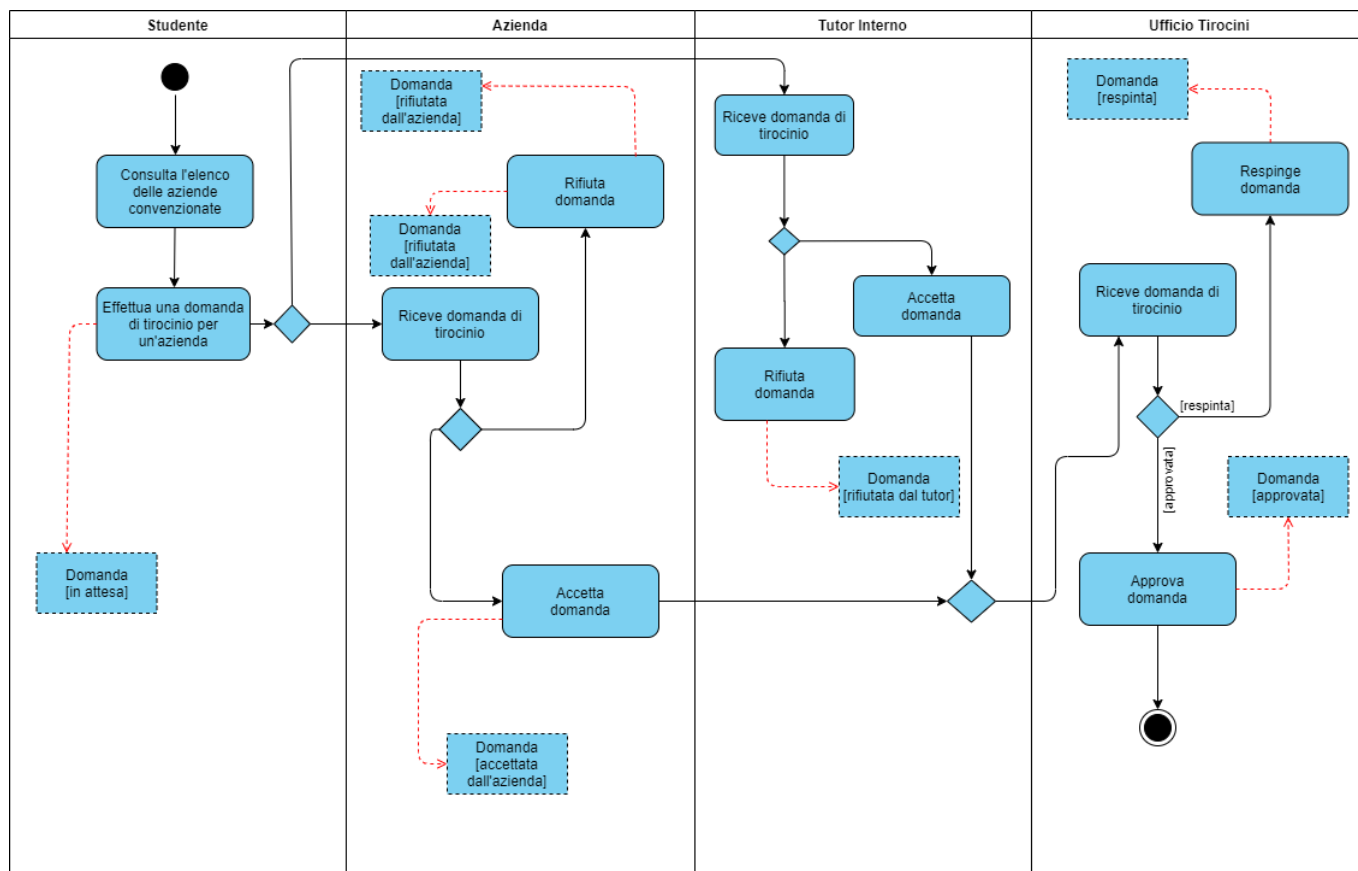 Studente
Azienda
Tutor Interno
Ufficio Tirocini
Consulta l'elenco
delle aziende
convenzionate
Effettua una domanda
di tirocinio per
un'azienda
Domanda
[in attesa]
Domanda
[rifiutata
dall'azienda]
Rifiuta
domanda
Domanda
[rifiutata
dall'azienda]
Riceve domanda di
tirocinio
Accetta
domanda
Domanda
[accettata
dall'azienda]
Riceve domanda di
tirocinio
Accetta
domanda
Rifiuta
domanda
Domanda
[rifiutata dal tutor]
Domanda
[respinta]
Respinge
domanda
Riceve domanda di
tirocinio
[respinta]
[approvata]
Domanda
[approvata]
Approva
domanda